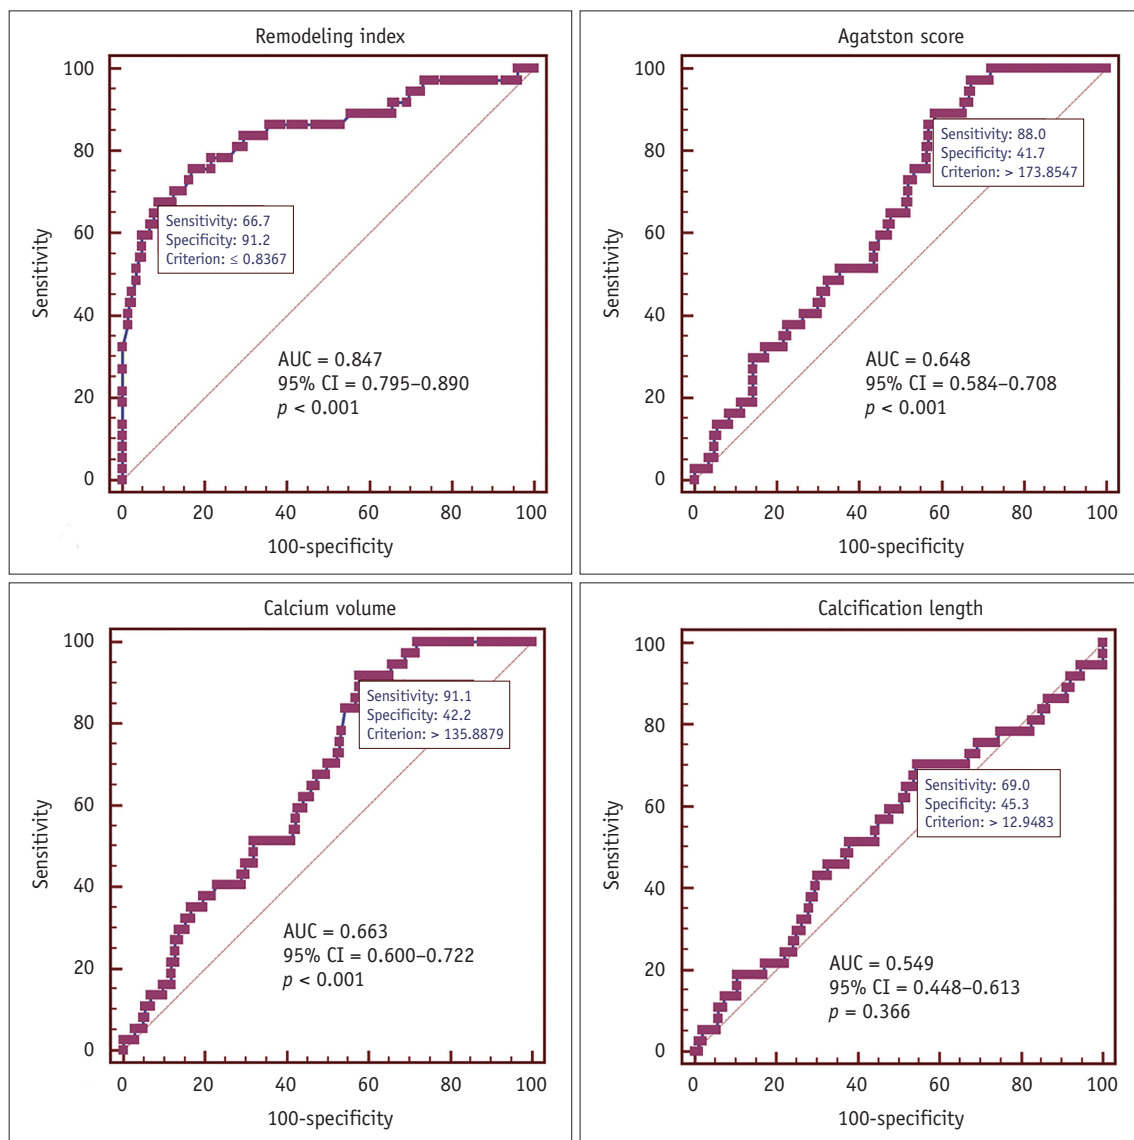 Remodeling index
100
80
60
40
20
0
Sensitivity
Sensitivity: 66.7
Specificity: 91.2
Criterion: ≤ 0.8367
AUC = 0.847
95% CI = 0.795–0.890
p < 0.001
0 20 40 60 80 100
100-specificity
Agatston score
100
80
60
40
20
0
Sensitivity
Sensitivity: 88.0
Specificity: 41.7
Criterion: > 173.8547
AUC = 0.648
95% CI = 0.584–0.708
p < 0.001
0 20 40 60 80 100
100-specificity
Calcium volume
100
80
60
40
20
0
Sensitivity
Sensitivity: 91.1
Specificity: 42.2
Criterion: > 135.8879
AUC = 0.663
95% CI = 0.600–0.722
p < 0.001
0 20 40 60 80 100
100-specificity
Calcification length
100
80
60
40
20
0
Sensitivity
Sensitivity: 69.0
Specificity: 45.3
Criterion: > 12.9483
AUC = 0.549
95% CI = 0.448–0.613
p = 0.366
0 20 40 60 80 100
100-specificity